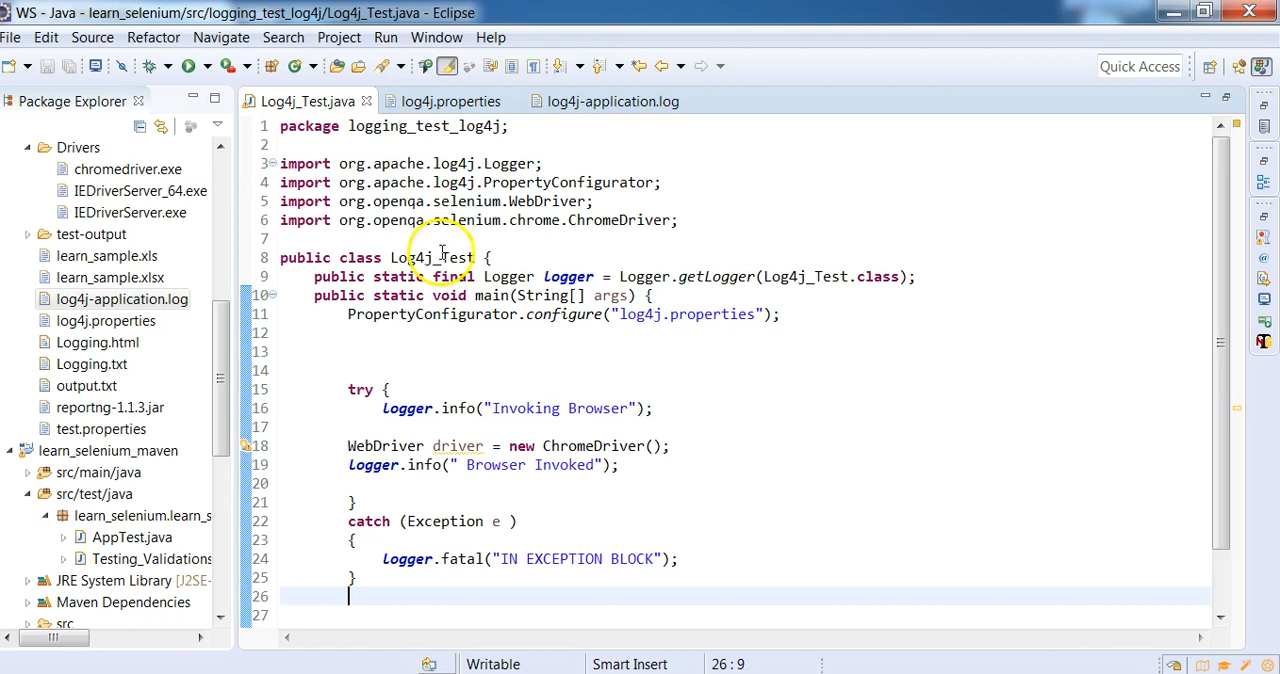 WS - Java - learn_selenium/src/logging_test_log4j/Log4j_Test.java - Eclipse
File Edit Source Refactor Navigate Search Project Run Window Help
Quick Access
Package Explorer
Log4j_Test.java log4j.properties log4j-application.log
Drivers
chromedriver.exe
IEDriverServer_64.exe
IEDriverServer.exe
test-output
learn_sample.xls
learn_sample.xlsx
log4j-application.log
log4j.properties
Logging.html
Logging.txt
output.txt
reportng-1.1.3.jar
test.properties
learn_selenium_maven
src/main/java
src/test/java
learn_selenium.learn_s
AppTest.java
Testing_Validations
JRE System Library [J2SE-
Maven Dependencies
src
1 package logging_test_log4j;
2
3 import org.apache.log4j.Logger;
4 import org.apache.log4j.PropertyConfigurator;
5 import org.openqa.selenium.WebDriver;
6 import org.openqa.selenium.chrome.ChromeDriver;
7
8 public class Log4j_Test {
9 public static final Logger logger = Logger.getLogger(Log4j_Test.class);
10 public static void main(String[] args) {
11 PropertyConfigurator.configure("log4j.properties");
12
13
14
15 try {
16 logger.info("Invoking Browser");
17
18 WebDriver driver = new ChromeDriver();
19 logger.info(" Browser Invoked");
20
21 }
22 catch (Exception e )
23 {
24 logger.fatal("IN EXCEPTION BLOCK");
25 }
26
27
Writable Smart Insert 26 : 9